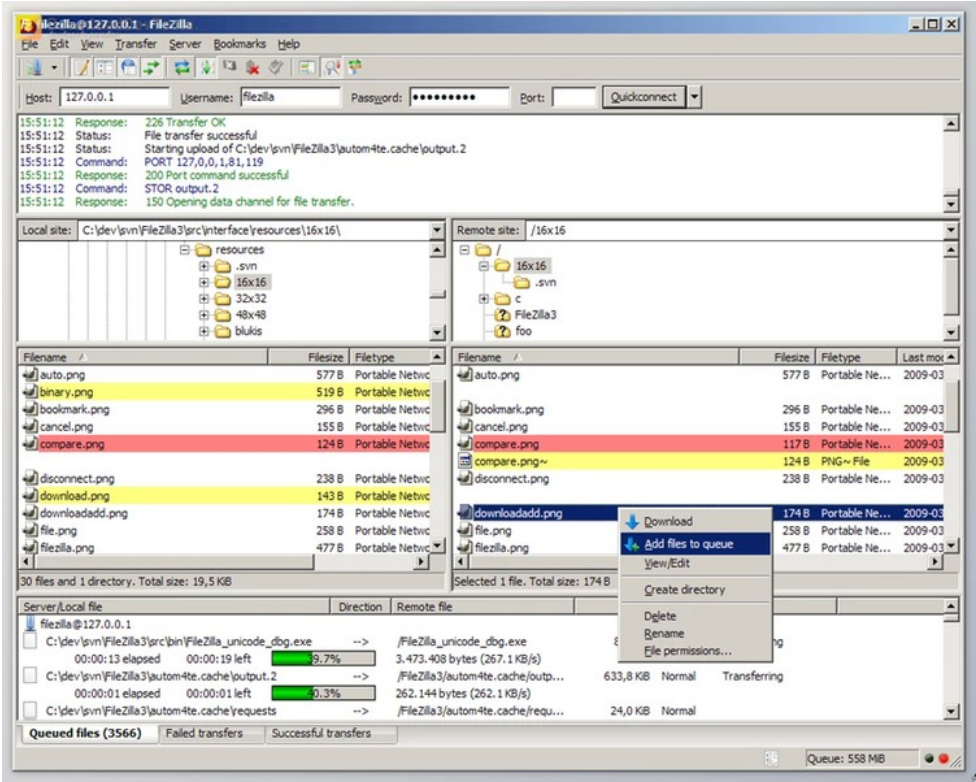 filezilla@127.0.0.1 - FileZilla
File Edit View Transfer Server Bookmarks Help
Host: 127.0.0.1 Username: filezilla Password: ●●●●●●●●● Port: Quickconnect
15:51:12 Response: 226 Transfer OK
15:51:12 Status: File transfer successful
15:51:12 Status: Starting upload of C:\dev\svn\FileZilla3\autom4te.cache\output.2
15:51:12 Command: PORT 127,0,0,1,81,119
15:51:12 Response: 200 Port command successful
15:51:12 Command: STOR output.2
15:51:12 Response: 150 Opening data channel for file transfer.
Local site: C:\dev\svn\FileZilla3\src\interface\resources\16x16\
resources
.svn
16x16
32x32
48x48
blukis
Remote site: /16x16
/
16x16
.svn
c
FileZilla3
foo
Filename Filesize Filetype
auto.png 577 B Portable Netwc
binary.png 519 B Portable Netwc
bookmark.png 296 B Portable Netwc
cancel.png 155 B Portable Netwc
compare.png 124 B Portable Netwc
disconnect.png 238 B Portable Netwc
download.png 143 B Portable Netwc
downloadadd.png 174 B Portable Netwc
file.png 258 B Portable Netwc
filezilla.png 477 B Portable Netwc
30 files and 1 directory. Total size: 19,5 KiB
Filename Filesize Filetype Last moc
auto.png 577 B Portable Ne... 2009-03
bookmark.png 296 B Portable Ne... 2009-03
cancel.png 155 B Portable Ne... 2009-03
compare.png 117 B Portable Ne... 2009-03
compare.png~ 124 B PNG~ File 2009-03
disconnect.png 238 B Portable Ne... 2009-03
downloadadd.png 174 B Portable Ne... 2009-03
file.png 258 B Portable Ne... 2009-03
filezilla.png 477 B Portable Ne... 2009-03
Selected 1 file. Total size: 174 B
Download
Add files to queue
View/Edit
Create directory
Delete
Rename
File permissions...
Server/Local file Direction Remote file
filezilla@127.0.0.1
C:\dev\svn\FileZilla3\src\bin\FileZilla_unicode_dbg.exe --> /FileZilla_unicode_dbg.exe
00:00:13 elapsed 00:00:19 left 39.7% 3.473.408 bytes (267.1 KB/s)
C:\dev\svn\FileZilla3\autom4te.cache\output.2 --> /FileZilla3/autom4te.cache/outp... 633,8 KiB Normal Transferring
00:00:01 elapsed 00:00:01 left 40.3% 262.144 bytes (262.1 KB/s)
C:\dev\svn\FileZilla3\autom4te.cache\requests --> /FileZilla3/autom4te.cache/requ... 24,0 KiB Normal
Queued files (3566) Failed transfers Successful transfers
Queue: 558 MiB